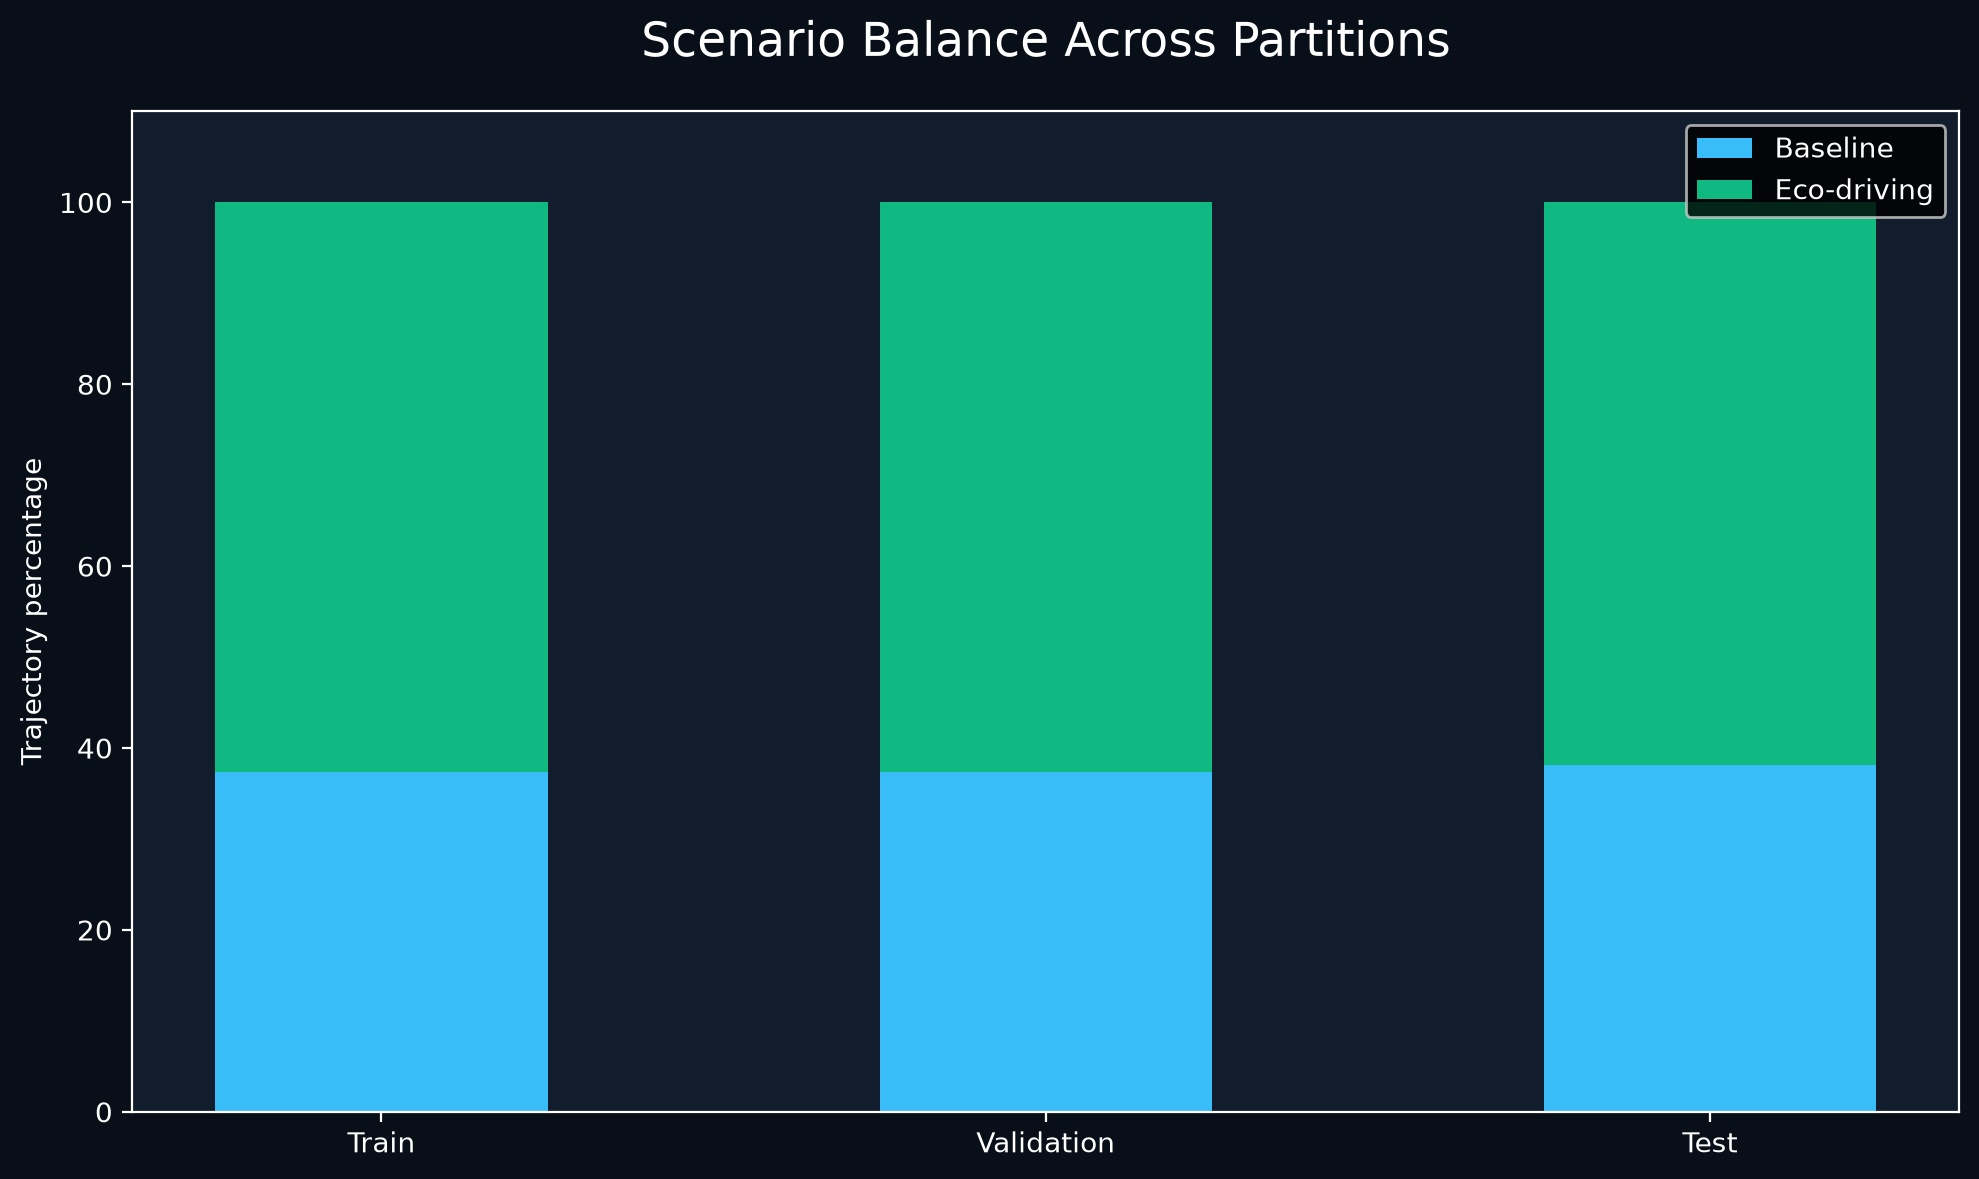 Scenario Balance Across Partitions
Baseline
Eco-driving
Trajectory percentage
100
80
60
40
20
0
Train
Validation
Test